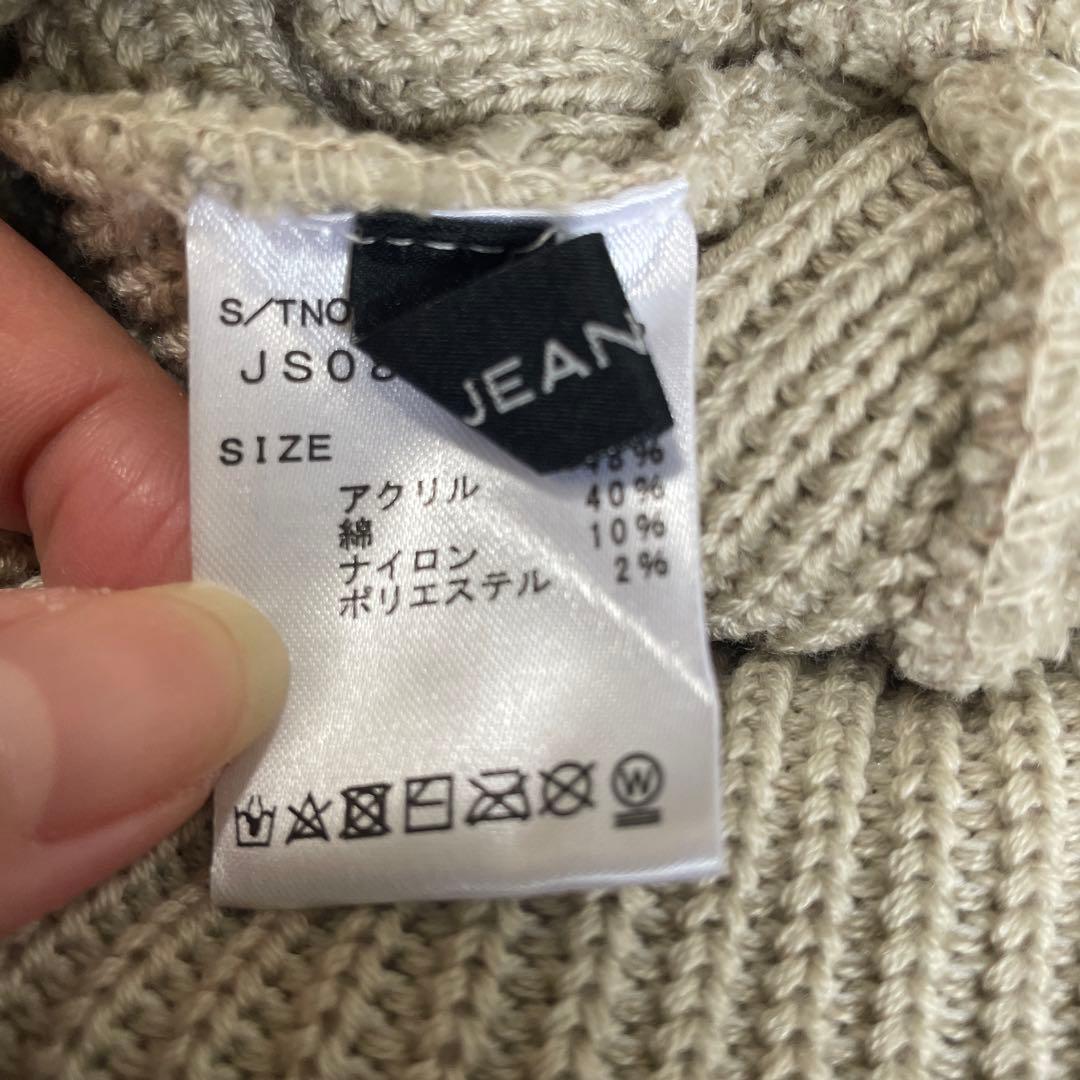 S/TNO
JS08
JEAN
SIZE
アクリル 48%
綿 40%
ナイロン 10%
ポリエステル 2%
W